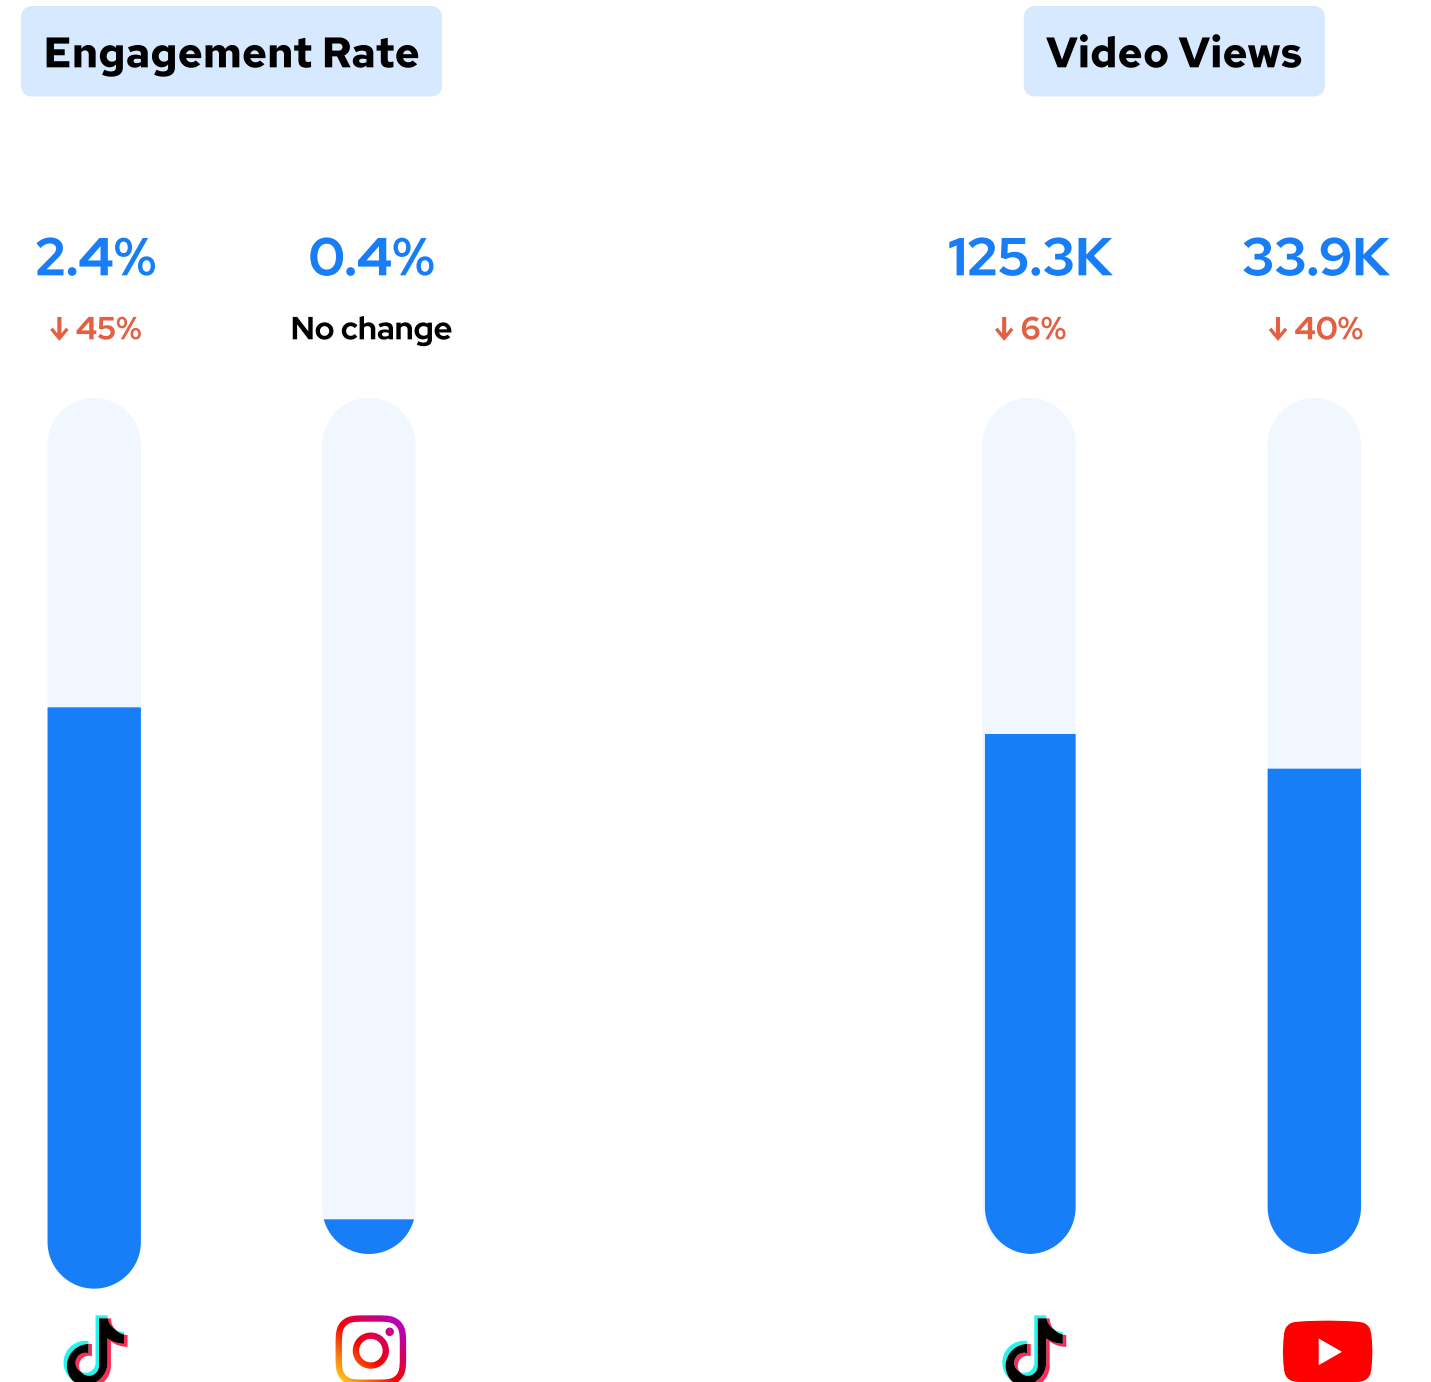 Engagement Rate
Video Views
2.4%
0.4%
125.3K
33.9K
↓ 45%
No change
↓ 6%
↓ 40%